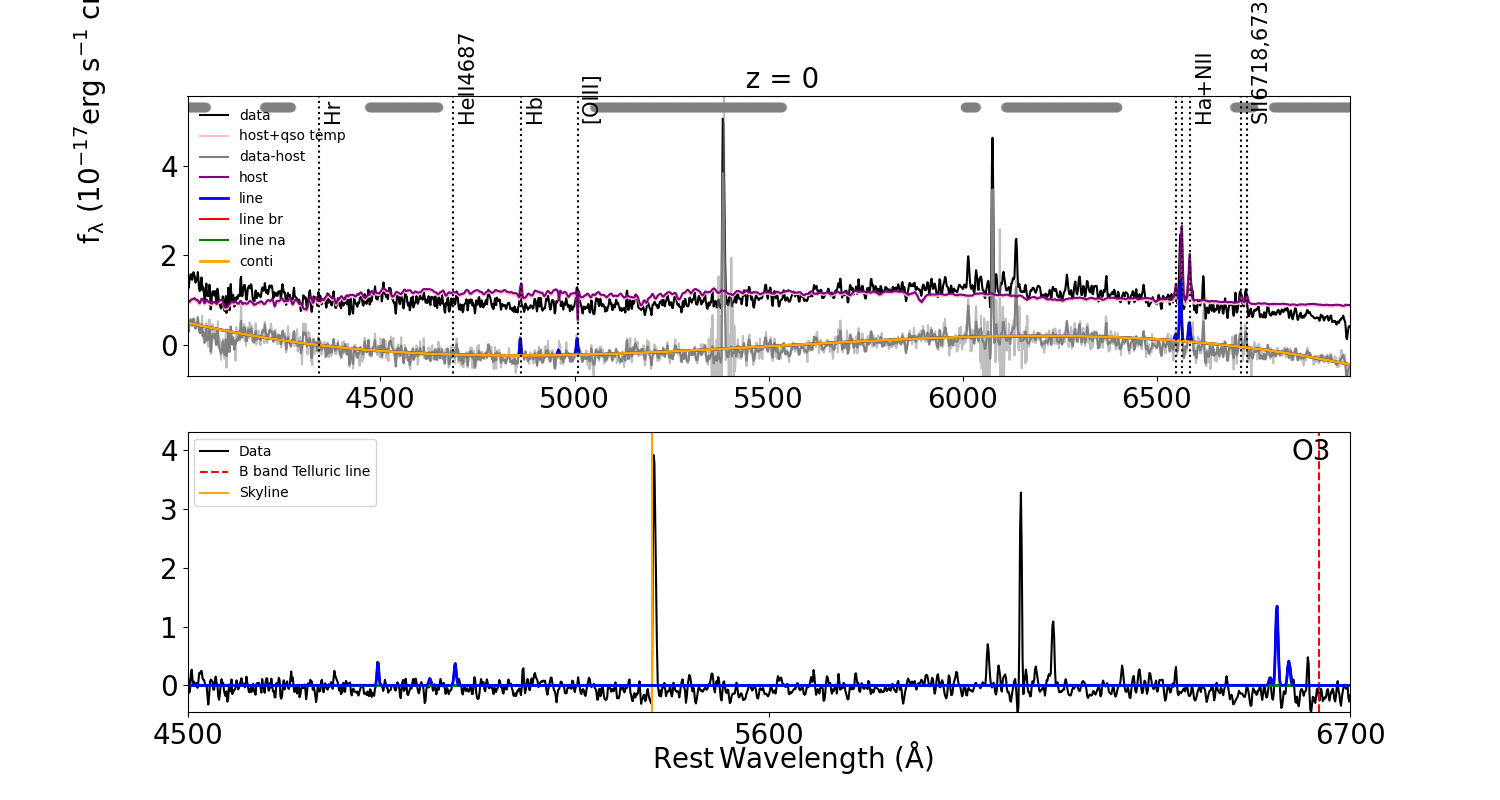 z = 0
f_λ (10^{−17}erg s^{−1} c
Hr
HeII4687
Hb
[OIII]
Ha+NII
SII6718,673
data
host+qso temp
data-host
host
line
line br
line na
conti
4
2
0
4500 5000 5500 6000 6500
O3
Data
B band Telluric line
Skyline
4
3
2
1
0
4500 5600 6700
Rest Wavelength (Å)